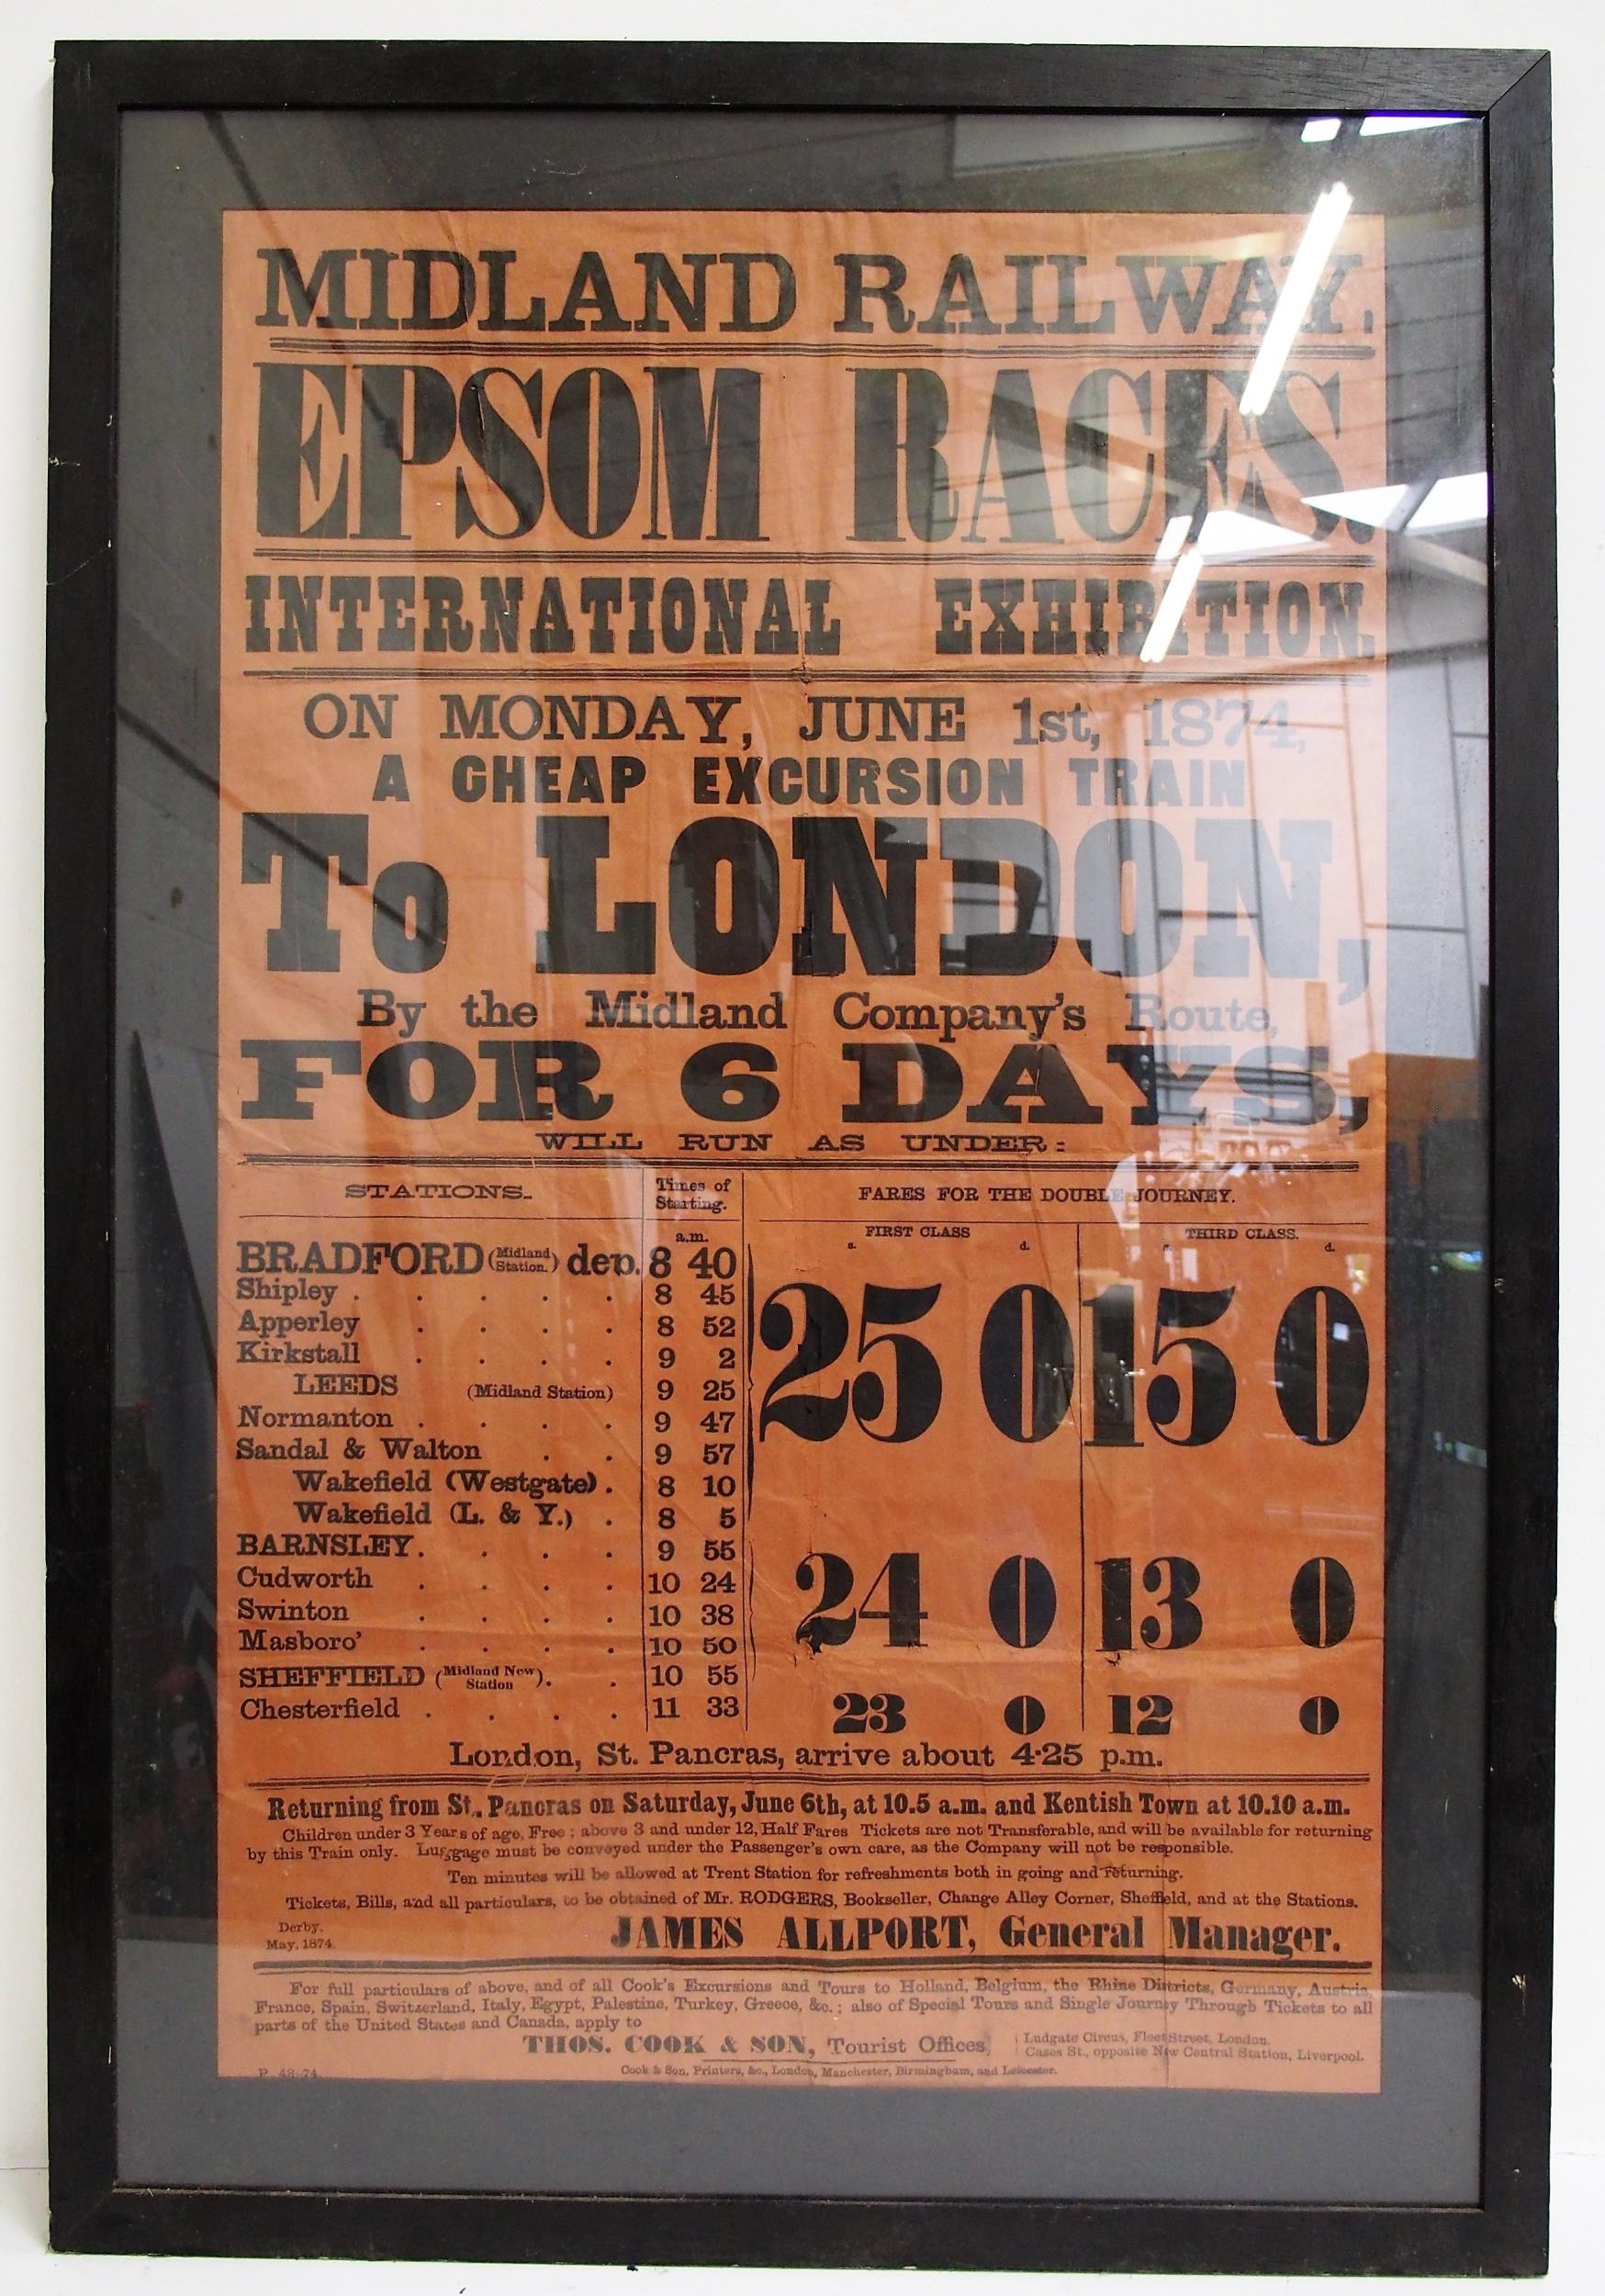 MIDLAND RAILWAY.
EPSOM RACES.
INTERNATIONAL EXHIBITION.
ON MONDAY, JUNE 1st, 1874,
A CHEAP EXCURSION TRAIN
To LONDON,
By the Midland Company's Route,
FOR 6 DAYS,
WILL RUN AS UNDER:
STATIONS. Times of Starting. FARES FOR THE DOUBLE JOURNEY.
a.m. FIRST CLASS THIRD CLASS.
s. d. s. d.
BRADFORD (Midland Station.) dep. 8 40
Shipley . . . . . 8 45
Apperley . . . . 8 52
Kirkstall . . . . 9 2
LEEDS (Midland Station) 9 25 25 0 15 0
Normanton . . . . 9 47
Sandal & Walton . . 9 57
Wakefield (Westgate) . 8 10
Wakefield (L. & Y.) . 8 5
BARNSLEY . . . . 9 55
Cudworth . . . . 10 24
Swinton . . . . 10 38 24 0 13 0
Masboro' . . . . 10 50
SHEFFIELD (Midland New Station). . 10 55
Chesterfield . . . . 11 33 23 0 12 0
London, St. Pancras, arrive about 4·25 p.m.
Returning from St. Pancras on Saturday, June 6th, at 10.5 a.m. and Kentish Town at 10.10 a.m.
Children under 3 Years of age, Free; above 3 and under 12, Half Fares Tickets are not Transferable, and will be available for returning
by this Train only. Luggage must be conveyed under the Passenger's own care, as the Company will not be responsible.
Ten minutes will be allowed at Trent Station for refreshments both in going and returning.
Tickets, Bills, and all particulars, to be obtained of Mr. RODGERS, Bookseller, Change Alley Corner, Sheffield, and at the Stations.
Derby, May, 1874. JAMES ALLPORT, General Manager.
For full particulars of above, and of all Cook's Excursions and Tours to Holland, Belgium, the Rhine Districts, Germany, Austria,
France, Spain, Switzerland, Italy, Egypt, Palestine, Turkey, Greece, &c.; also of Special Tours and Single Journey Through Tickets to all
parts of the United States and Canada, apply to
THOS. COOK & SON, Tourist Offices, Ludgate Circus, Fleet Street, London.
Cases St., opposite New Central Station, Liverpool.
Cook & Son, Printers, &c., London, Manchester, Birmingham, and Leicester.